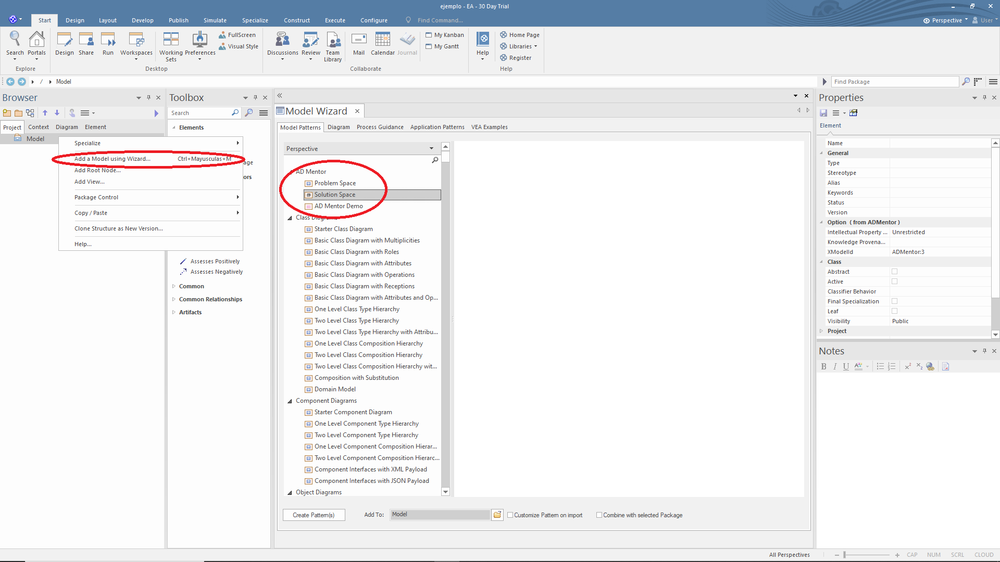 ejemplo - EA - 30 Day Trial
Start Design Layout Develop Publish Simulate Specialize Construct Execute Configure Find Command... Perspective User
Search Portals Design Share Run Workspaces Working Sets Preferences FullScreen Visual Style Discussions Review Team Library Mail Calendar Journal My Kanban My Gantt Help Home Page Libraries Register
Explore Desktop Collaborate Help
/ Model Find Package
Browser
Project Context Diagram Element
Model
Specialize
Add a Model using Wizard... Ctrl+Mayusculas+M
Add Root Node...
Add View...
Package Control
Copy / Paste
Clone Structure as New Version...
Help...
Toolbox
Search
Elements
age
ors
Assesses Positively
Assesses Negatively
Common
Common Relationships
Artifacts
Model Wizard
Model Patterns Diagram Process Guidance Application Patterns VEA Examples
Perspective
AD Mentor
Problem Space
Solution Space
AD Mentor Demo
Class Diagrams
Starter Class Diagram
Basic Class Diagram with Multiplicities
Basic Class Diagram with Roles
Basic Class Diagram with Attributes
Basic Class Diagram with Operations
Basic Class Diagram with Receptions
Basic Class Diagram with Attributes and Op...
One Level Class Type Hierarchy
Two Level Class Type Hierarchy
Two Level Class Type Hierarchy with Attribu...
One Level Class Composition Hierarchy
Two Level Class Composition Hierarchy
Two Level Class Composition Hierarchy wit...
Composition with Substitution
Domain Model
Component Diagrams
Starter Component Diagram
One Level Component Type Hierarchy
Two Level Component Type Hierarchy
One Level Component Composition Hierar...
Two Level Component Composition Hierarc...
Component Interfaces with XML Payload
Component Interfaces with JSON Payload
Object Diagrams
Create Pattern(s) Add To: Model Customize Pattern on import Combine with selected Package
Properties
Element
Name
General
Type
Stereotype
Alias
Keywords
Status
Version
Option ( from ADMentor )
Intellectual Property ... Unrestricted
Knowledge Provena...
XModelId ADMentor:3
Class
Abstract
Active
Classifier Behavior
Final Specialization
Leaf
Visibility Public
Project
Notes
B I U A x² x₂
All Perspectives CAP NUM SCRL CLOUD